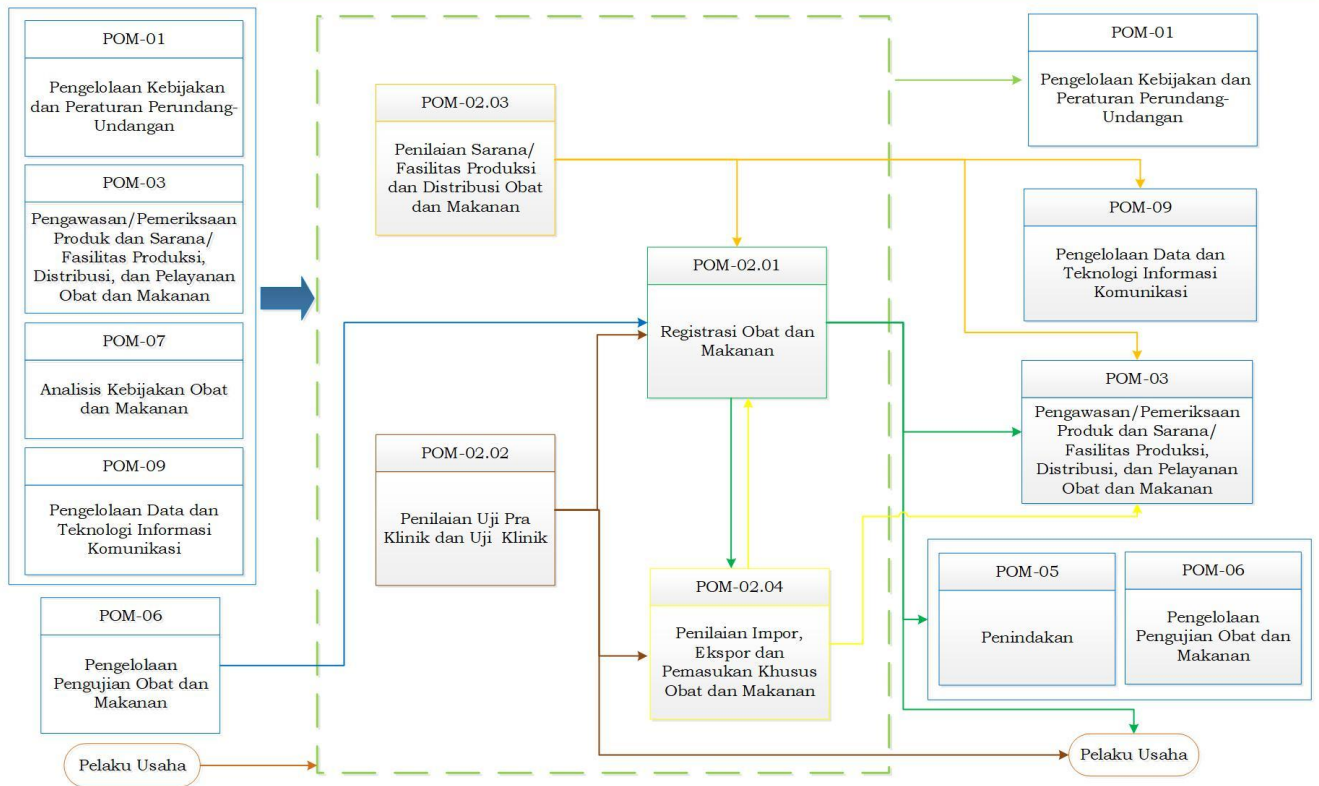 POM-01
Pengelolaan Kebijakan
dan Peraturan Perundang-
Undangan
POM-03
Pengawasan/Pemeriksaan
Produk dan Sarana/
Fasilitas Produksi,
Distribusi, dan Pelayanan
Obat dan Makanan
POM-07
Analisis Kebijakan Obat
dan Makanan
POM-09
Pengelolaan Data dan
Teknologi Informasi
Komunikasi
POM-06
Pengelolaan
Pengujian Obat dan
Makanan
Pelaku Usaha
POM-02.03
Penilaian Sarana/
Fasilitas Produksi
dan Distribusi Obat
dan Makanan
POM-02.02
Penilaian Uji Pra
Klinik dan Uji Klinik
POM-02.01
Registrasi Obat dan
Makanan
POM-02.04
Penilaian Impor,
Ekspor dan
Pemasukan Khusus
Obat dan Makanan
POM-01
Pengelolaan Kebijakan dan
Peraturan Perundang-
Undangan
POM-09
Pengelolaan Data dan
Teknologi Informasi
Komunikasi
POM-03
Pengawasan/Pemeriksaan
Produk dan Sarana/
Fasilitas Produksi,
Distribusi, dan Pelayanan
Obat dan Makanan
POM-05
Penindakan
POM-06
Pengelolaan
Pengujian Obat dan
Makanan
Pelaku Usaha